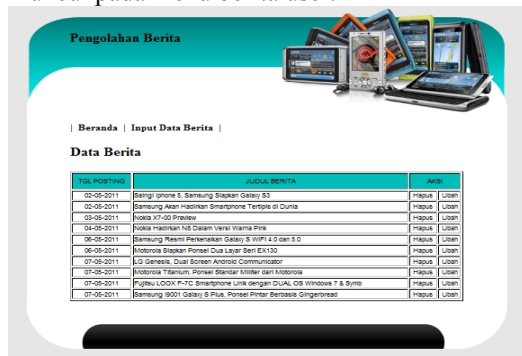 Pengolahan Berita
| Beranda | Input Data Berita |
Data Berita
TGL POSTING JUDUL BERITA AKSI
02-05-2011 Saingi Iphone 5, Samsung Siapkan Galaxy S3 Hapus Ubah
02-05-2011 Samsung Akan Hadirkan Smartphone Tertipis di Dunia Hapus Ubah
03-05-2011 Nokia X7-00 Preview Hapus Ubah
04-05-2011 Nokia Hadirkan N8 Dalam Versi Warna Pink Hapus Ubah
06-05-2011 Samsung Resmi Perkenalkan Galaxy S WIFI 4.0 dan 5.0 Hapus Ubah
06-05-2011 Motorola Siapkan Ponsel Dua Layar Seri EX130 Hapus Ubah
07-05-2011 LG Genesis, Dual Screen Android Communicator Hapus Ubah
07-05-2011 Motorola Titanium, Ponsel Standar Militer dari Motorola Hapus Ubah
07-05-2011 Fujitsu LOOX F-7C Smartphone Unik dengan DUAL OS Windows 7 & Symb Hapus Ubah
07-05-2011 Samsung I9001 Galaxy S Plus, Ponsel Pintar Berbasis Gingerbread Hapus Ubah